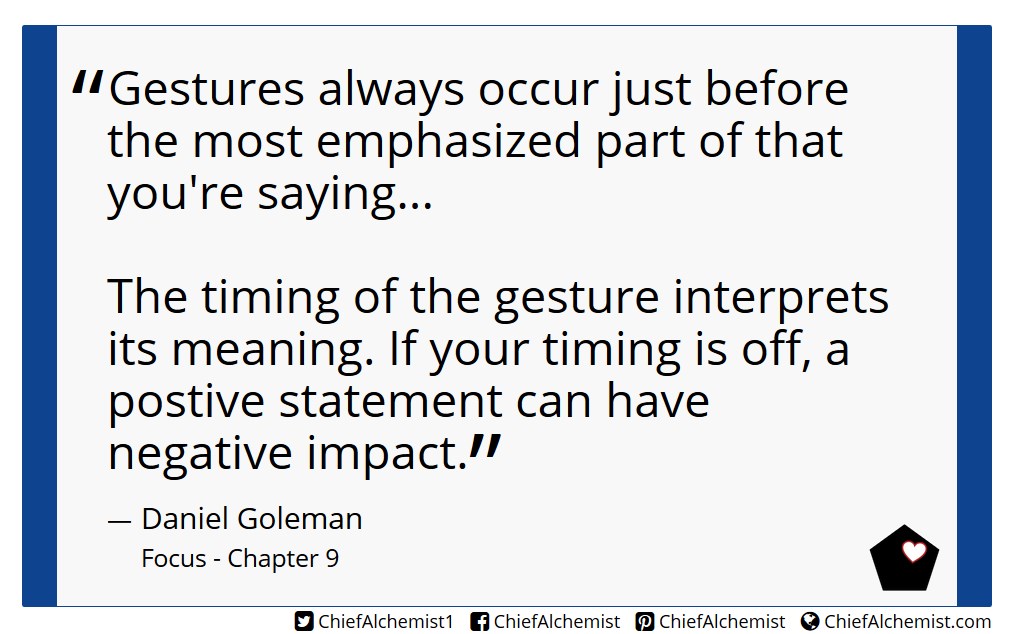 “Gestures always occur just before
the most emphasized part of that
you're saying...
The timing of the gesture interprets
its meaning. If your timing is off, a
postive statement can have
negative impact.”
— Daniel Goleman
Focus - Chapter 9
ChiefAlchemist1 ChiefAlchemist ChiefAlchemist ChiefAlchemist.com